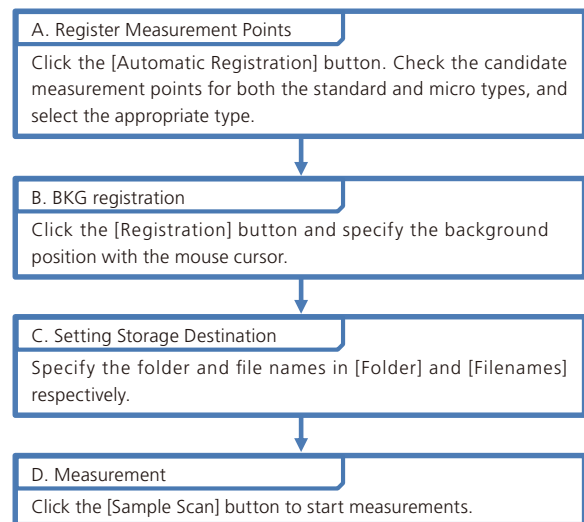 A. Register Measurement Points
Click the [Automatic Registration] button. Check the candidate
measurement points for both the standard and micro types, and
select the appropriate type.
B. BKG registration
Click the [Registration] button and specify the background
position with the mouse cursor.
C. Setting Storage Destination
Specify the folder and file names in [Folder] and [Filenames]
respectively.
D. Measurement
Click the [Sample Scan] button to start measurements.